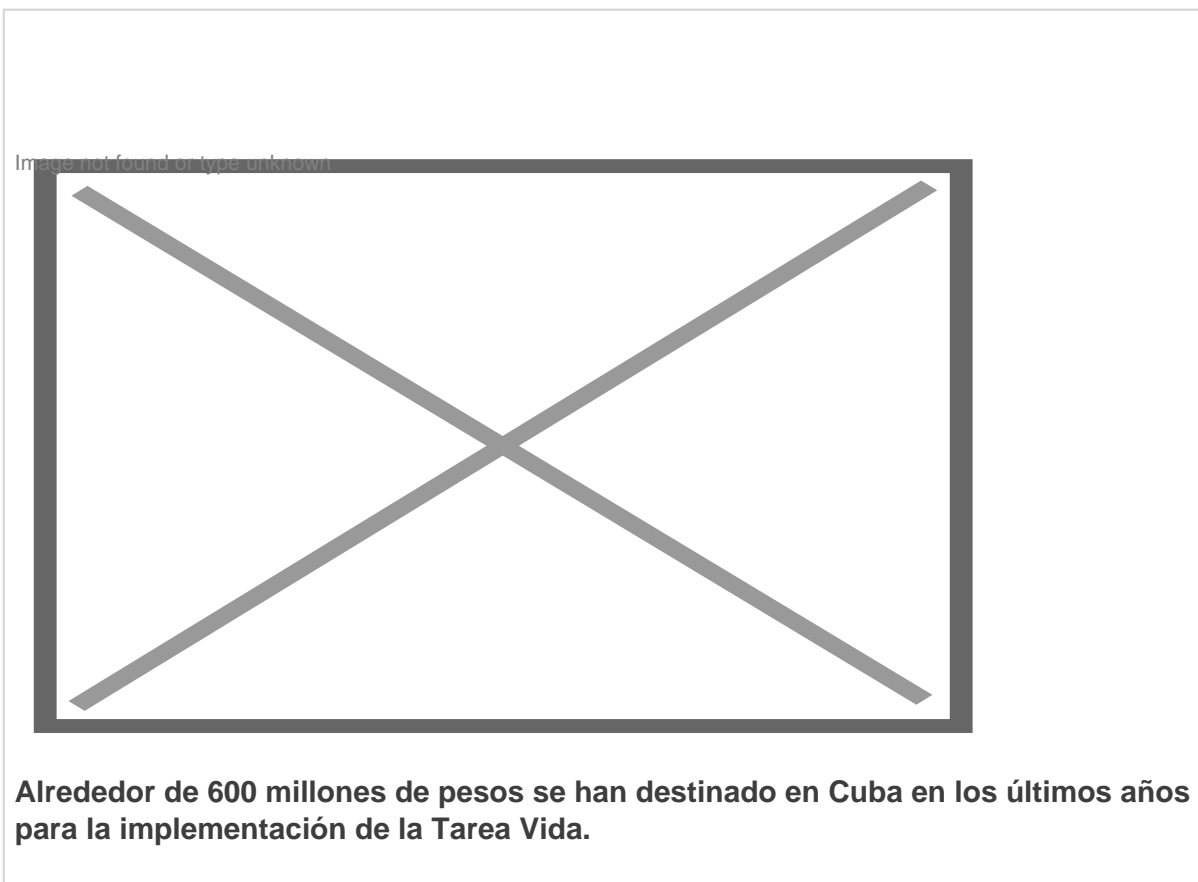 Image not found or type unknown
Alrededor de 600 millones de pesos se han destinado en Cuba en los últimos años
para la implementación de la Tarea Vida.